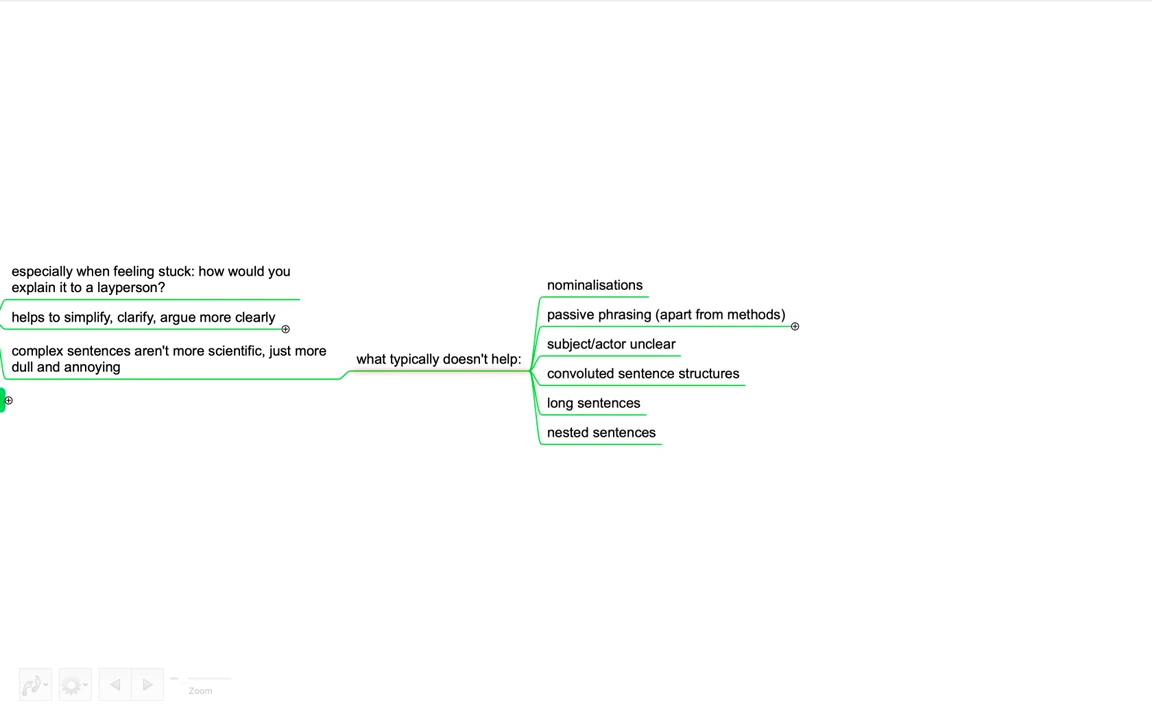 especially when feeling stuck: how would you
explain it to a layperson?
helps to simplify, clarify, argue more clearly
complex sentences aren't more scientific, just more
dull and annoying
what typically doesn't help:
nominalisations
passive phrasing (apart from methods)
subject/actor unclear
convoluted sentence structures
long sentences
nested sentences
Zoom